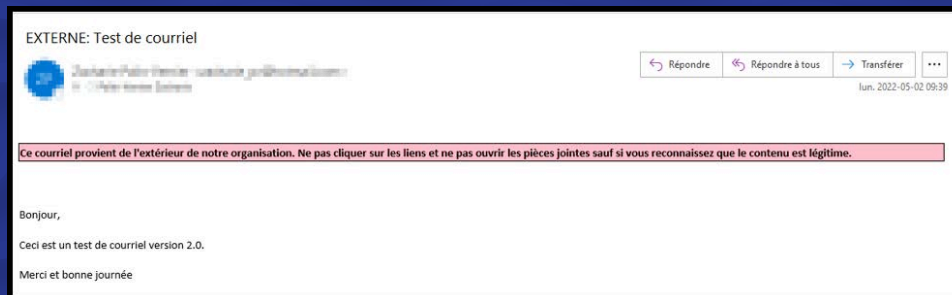 EXTERNE: Test de courriel
Répondre
Répondre à tous
Transférer
lun. 2022-05-02 09:39
Ce courriel provient de l'extérieur de notre organisation. Ne pas cliquer sur les liens et ne pas ouvrir les pièces jointes sauf si vous reconnaissez que le contenu est légitime.
Bonjour,
Ceci est un test de courriel version 2.0.
Merci et bonne journée